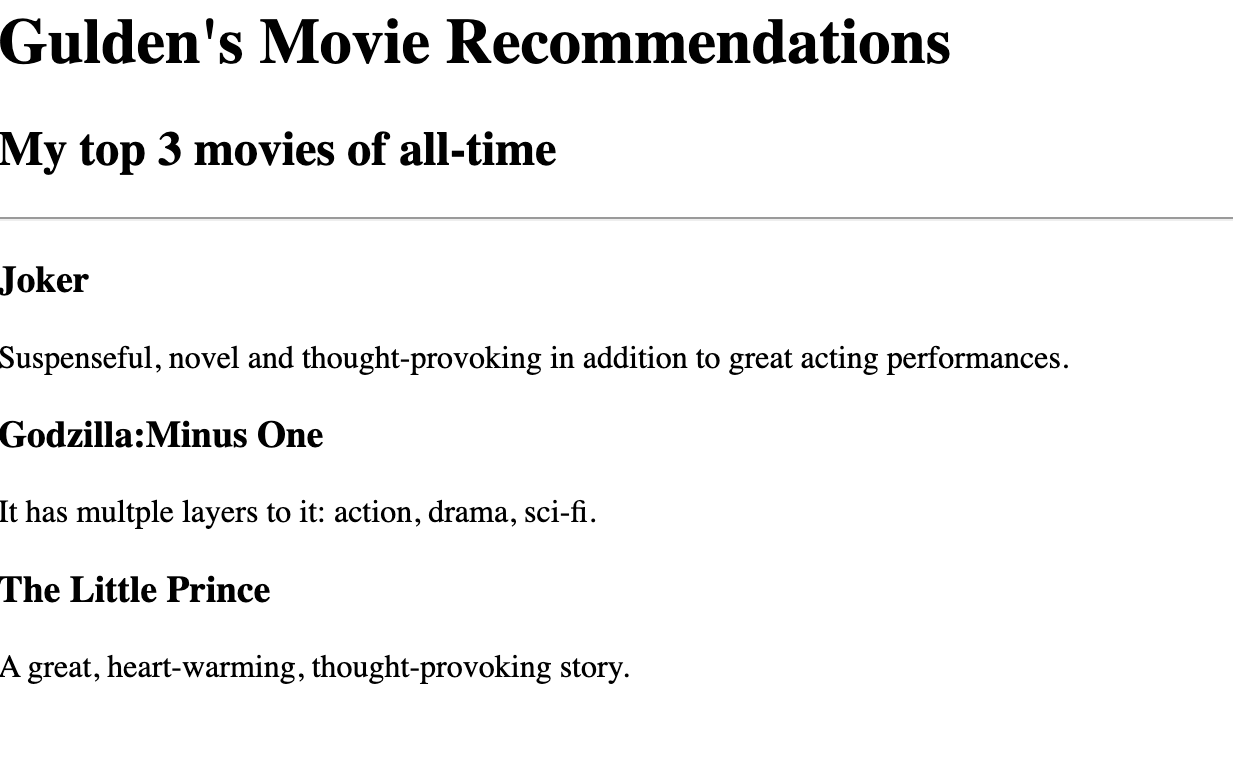 Gulden's Movie Recommendations
My top 3 movies of all-time
Joker
Suspenseful, novel and thought-provoking in addition to great acting performances.
Godzilla:Minus One
It has multple layers to it: action, drama, sci-fi.
The Little Prince
A great, heart-warming, thought-provoking story.